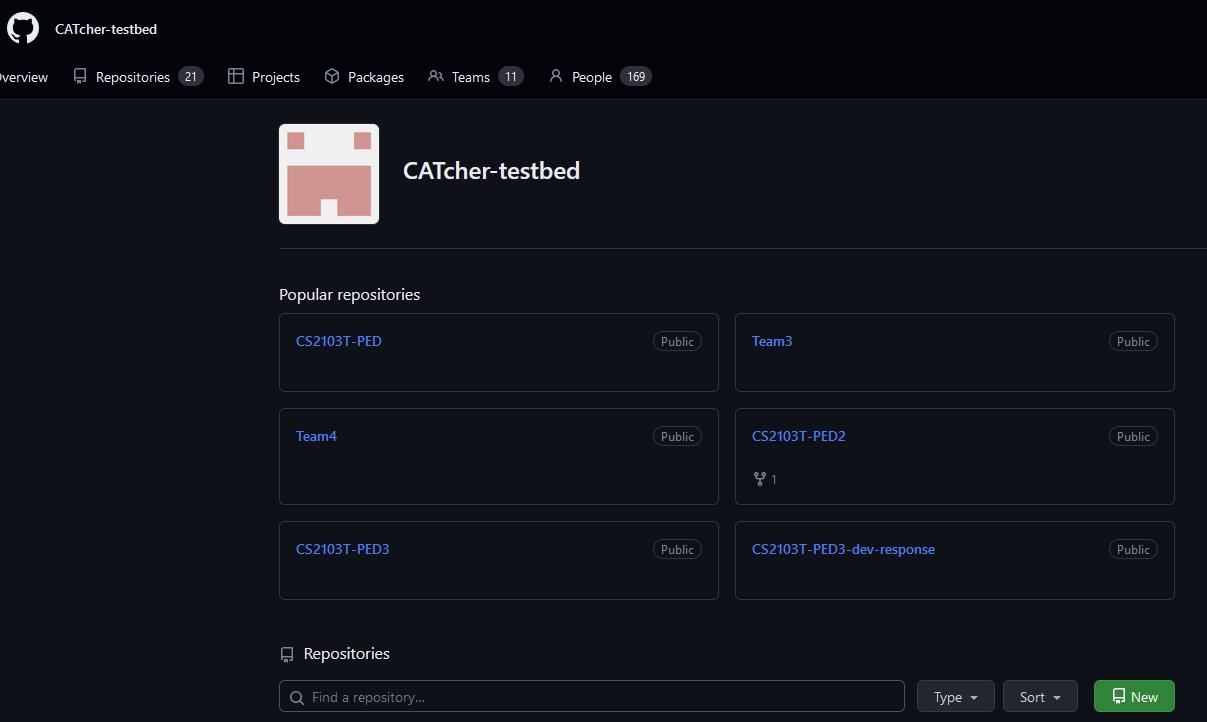 CATcher-testbed
verview Repositories 21 Projects Packages Teams 11 People 169
CATcher-testbed
Popular repositories
CS2103T-PED Public
Team3 Public
Team4 Public
CS2103T-PED2 Public
1
CS2103T-PED3 Public
CS2103T-PED3-dev-response Public
Repositories
Find a repository... Type Sort New